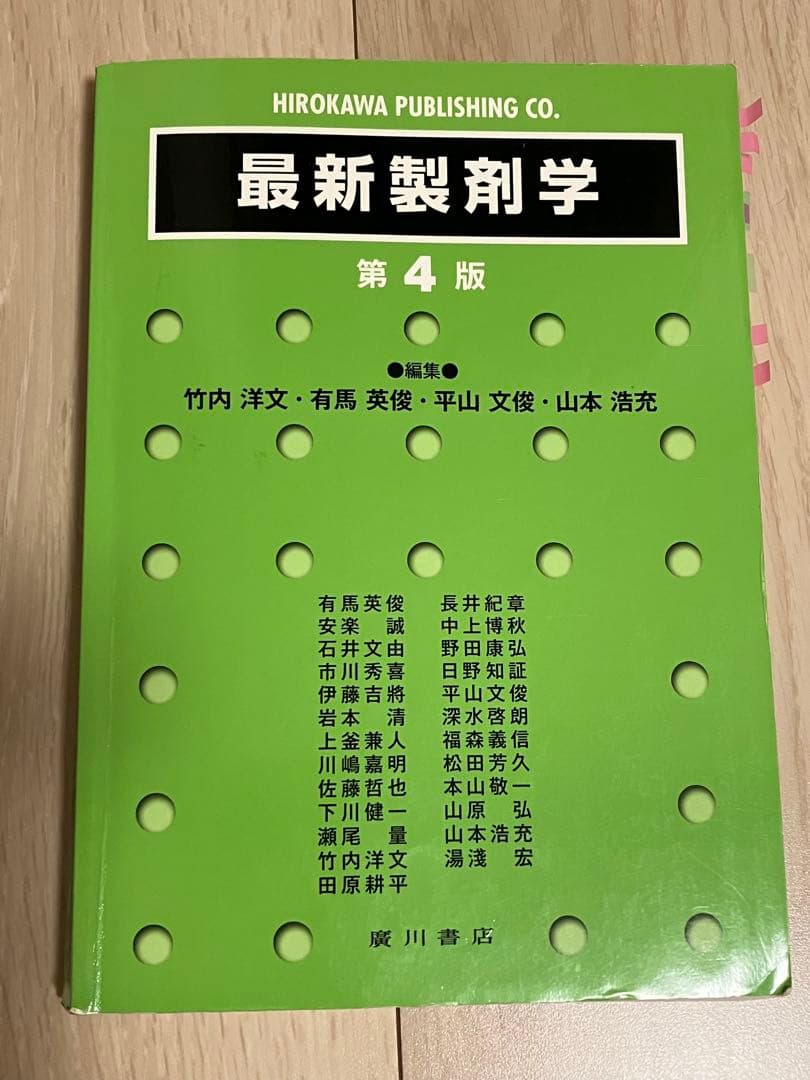 HIROKAWA PUBLISHING CO.
最新製剤学
第4版
●編集●
竹内 洋文・有馬 英俊・平山 文俊・山本 浩充
有馬英俊 長井紀章
安楽 誠 中上博秋
石井文由 野田康弘
市川秀喜 日野知証
伊藤吉將 平山文俊
岩本 清 深水啓朗
上釜兼人 福森義信
川嶋嘉明 松田芳久
佐藤哲也 本山敬一
下川健一 山原 弘
瀬尾 量 山本浩充
竹内洋文 湯淺 宏
田原耕平
廣川書店